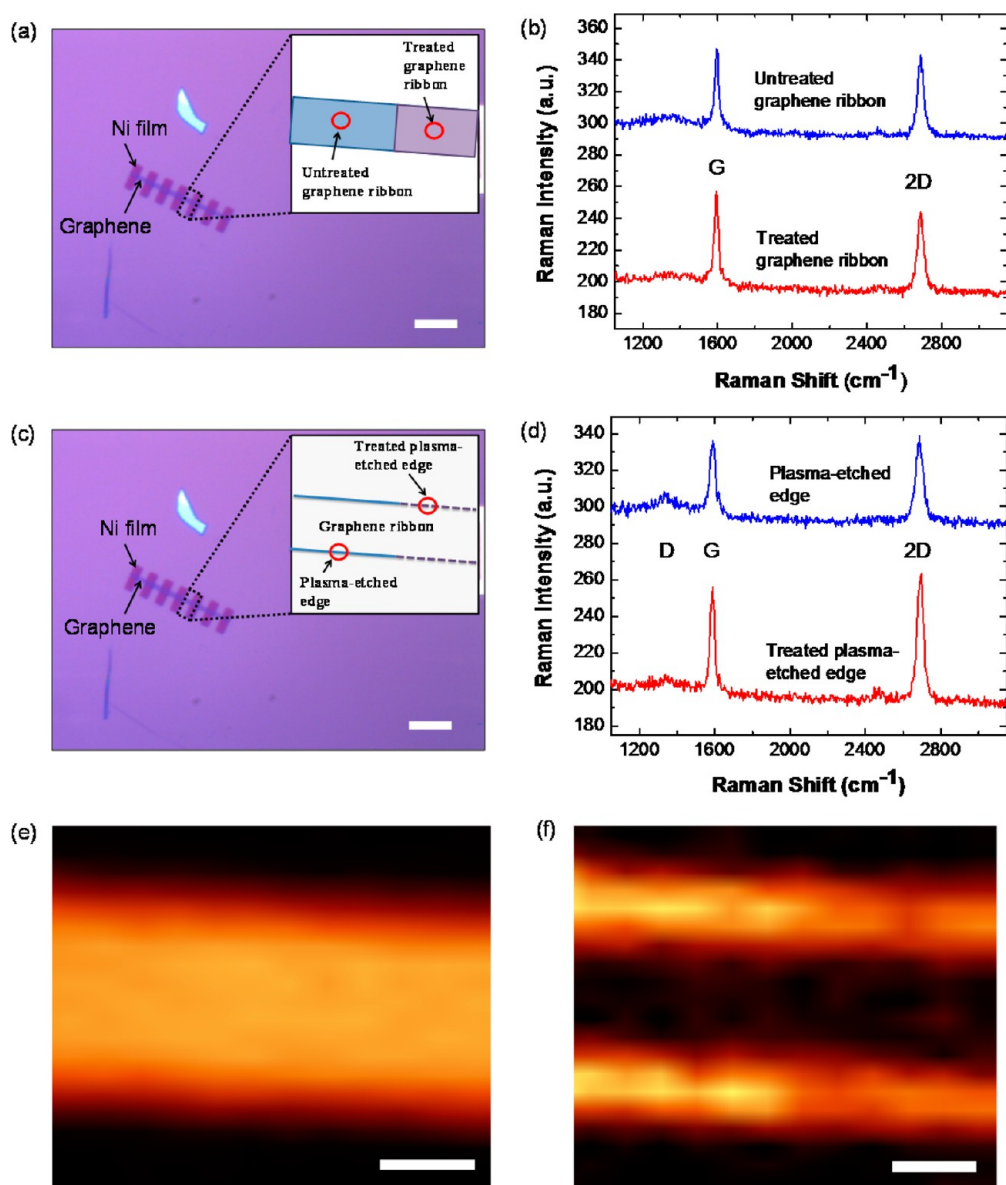 (a)
Ni film
Graphene
Treated
graphene
ribbon
Untreated
graphene ribbon
(b)
Raman Intensity (a.u.)
360
340
320
300
280
260
240
220
200
180
Untreated
graphene ribbon
G
2D
Treated
graphene ribbon
1200
1600
2000
2400
2800
Raman Shift (cm⁻¹)
(c)
Ni film
Graphene
Treated plasma-
etched edge
Graphene ribbon
Plasma-etched
edge
(d)
Raman Intensity (a.u.)
340
320
300
280
260
240
220
200
180
Plasma-etched
edge
D
G
2D
Treated plasma-
etched edge
1200
1600
2000
2400
2800
Raman Shift (cm⁻¹)
(e)
(f)